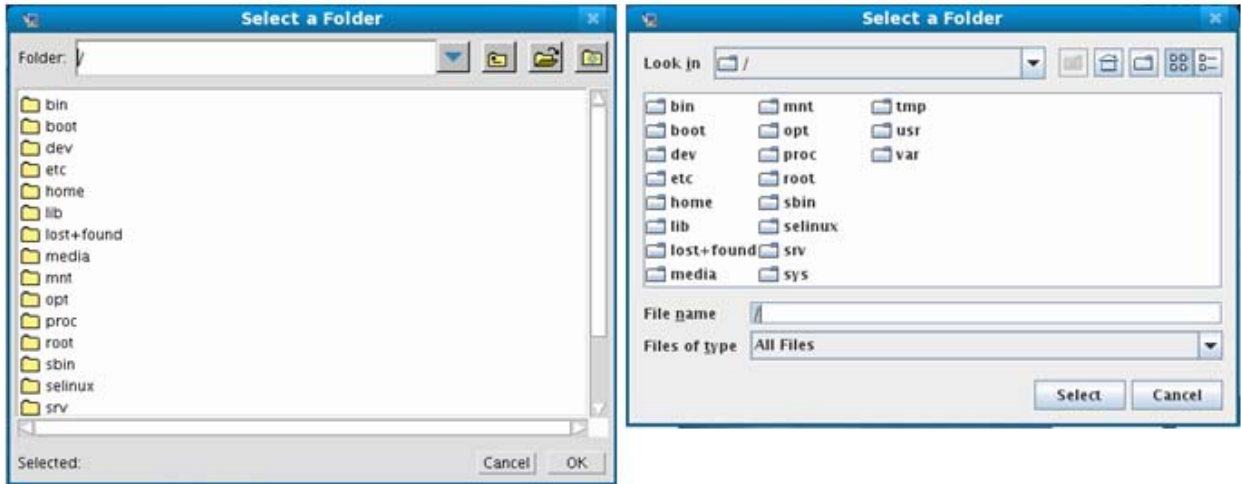 Select a Folder
Folder: /
bin
boot
dev
etc
home
lib
lost+found
media
mnt
opt
proc
root
sbin
selinux
srv
Selected:
Cancel
OK
Select a Folder
Look in /
bin
boot
dev
etc
home
lib
lost+found
media
mnt
opt
proc
root
sbin
selinux
srv
sys
tmp
usr
var
File name /
Files of type All Files
Select
Cancel